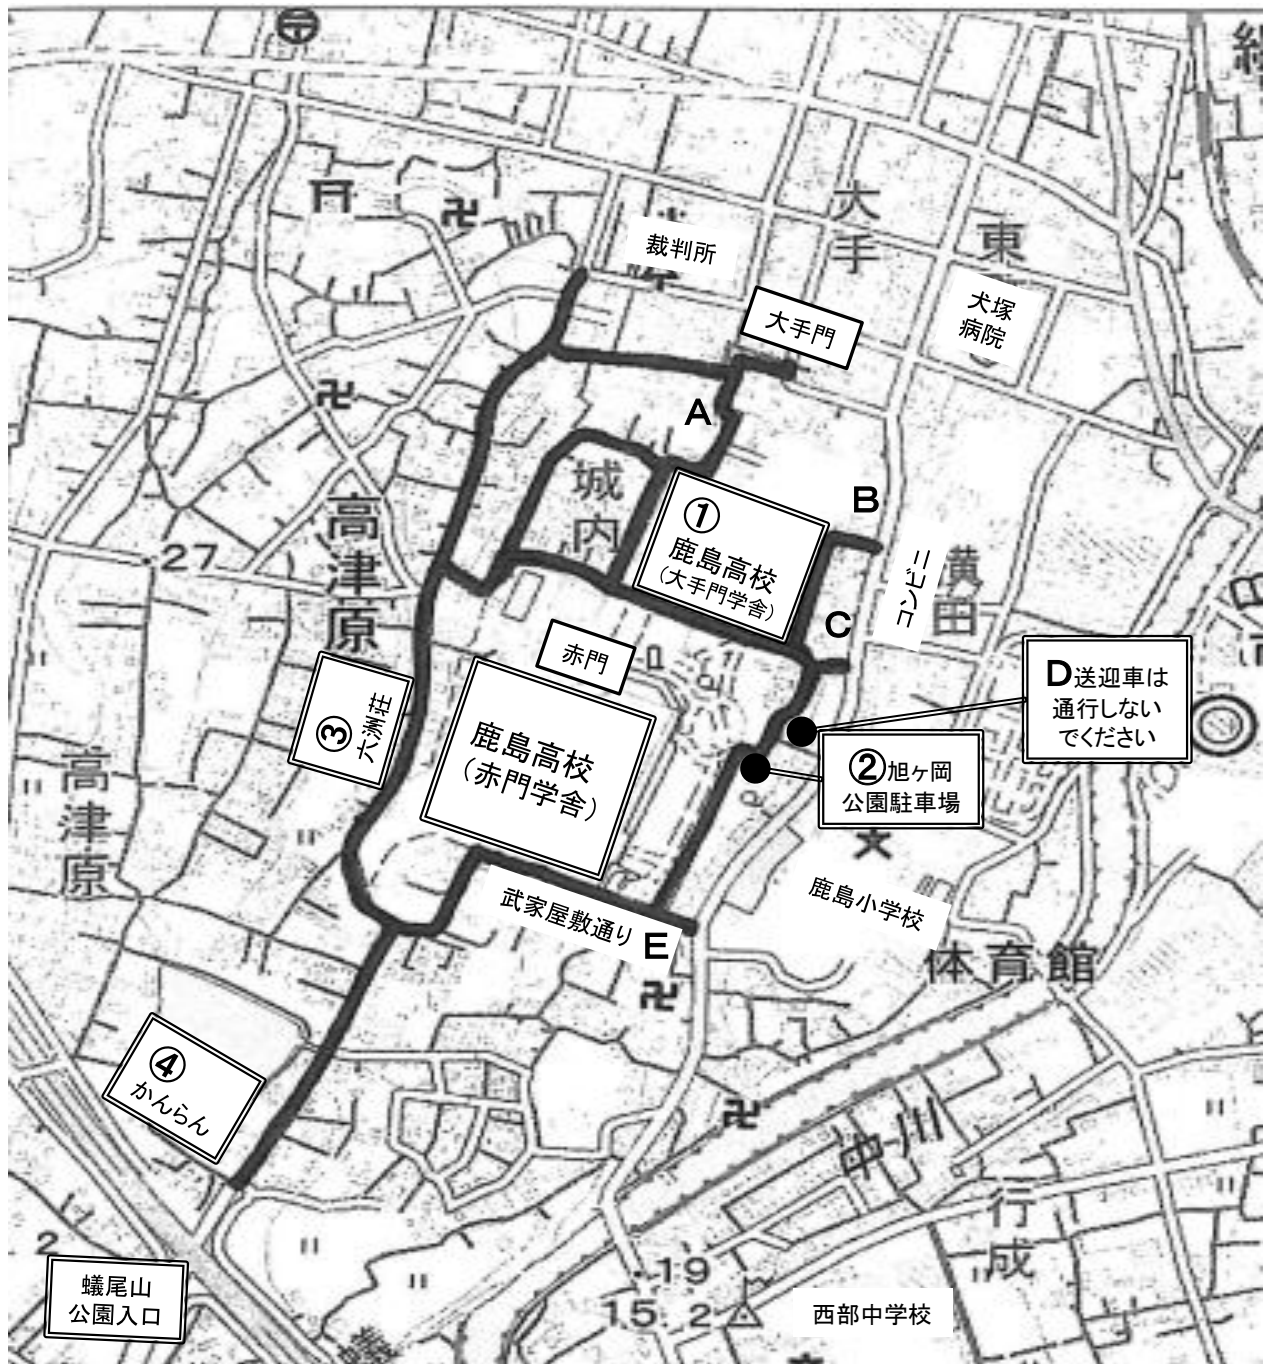 大手
東
裁判所
犬塚
病院
大手門
A
城内
B
①
鹿島高校
(大手門学舎)
高津原
27
コンビニ
横田
C
赤門
D送迎車は
通行しない
でください
③
大洲荘
鹿島高校
(赤門学舎)
②旭ヶ岡
公園駐車場
高津原
鹿島小学校
武家屋敷通り
E
体育館
④
かんらん
中川
行成
2
蟻尾山
公園入口
19
15.2
西部中学校